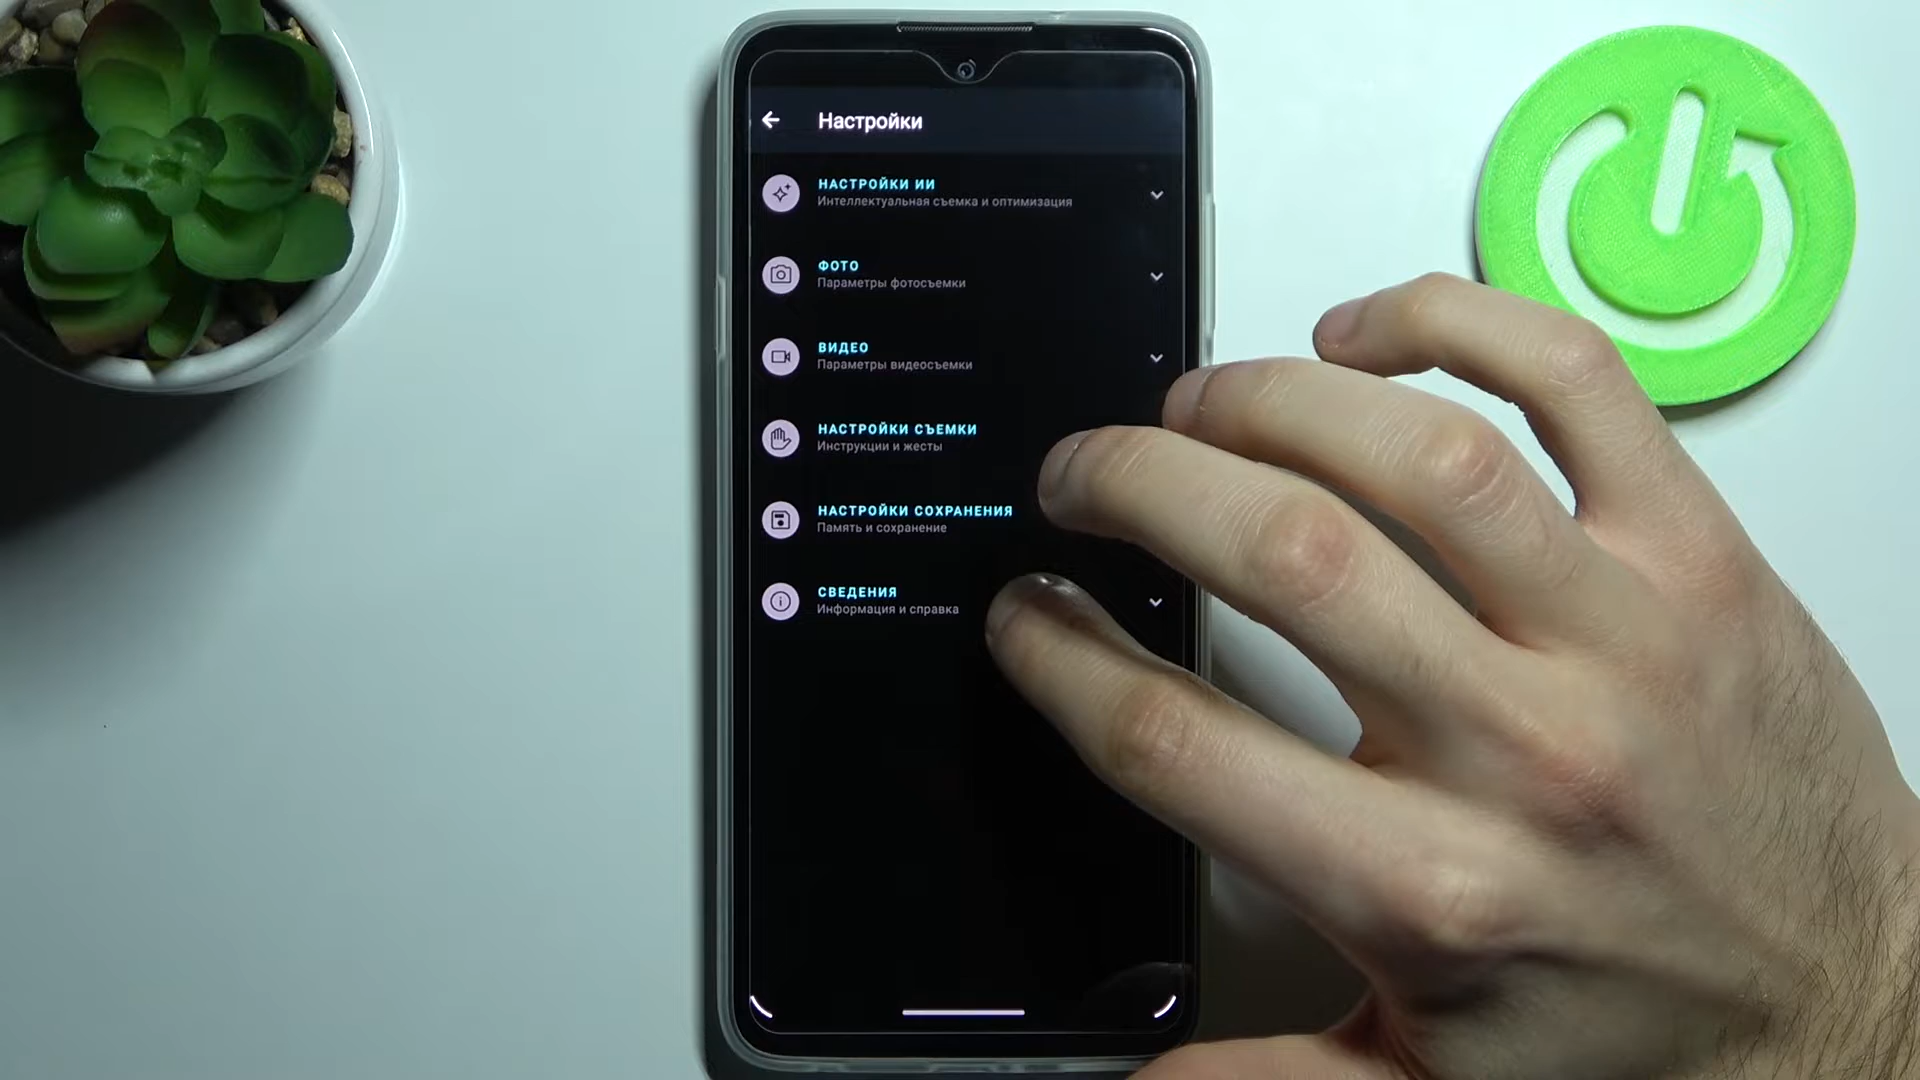 Настройки
НАСТРОЙКИ ИИ
Интеллектуальная съемка и оптимизация
ФОТО
Параметры фотосъемки
ВИДЕО
Параметры видеосъемки
НАСТРОЙКИ СЪЕМКИ
Инструкции и жесты
НАСТРОЙКИ СОХРАНЕНИЯ
Память и сохранение
СВЕДЕНИЯ
Информация и справка